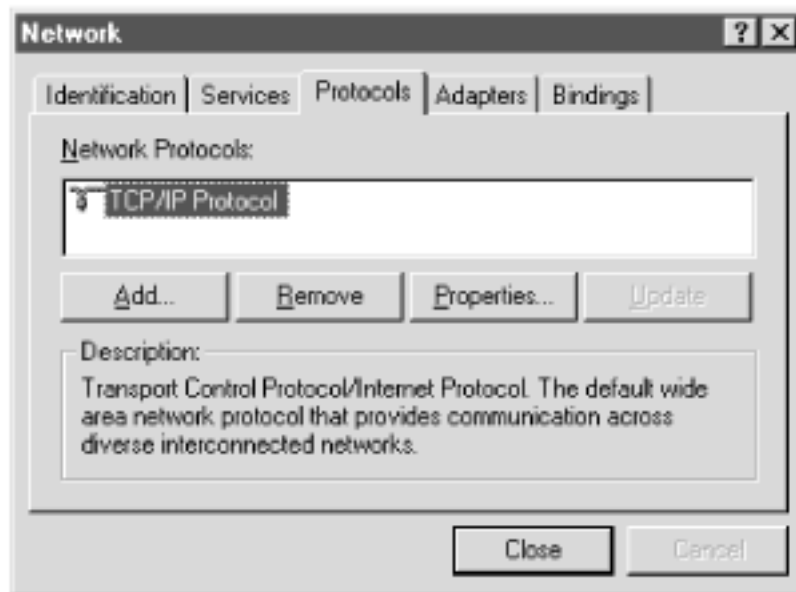 Network
Identification Services Protocols Adapters Bindings
Network Protocols:
TCP/IP Protocol
Add... Remove Properties... Update
Description:
Transport Control Protocol/Internet Protocol. The default wide
area network protocol that provides communication across
diverse interconnected networks.
Close Cancel